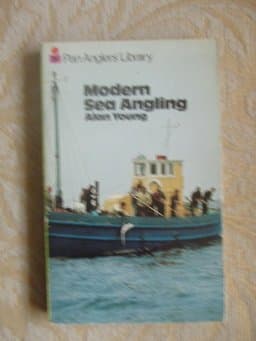 Pan Anglers' Library
Modern
Sea Angling
Alan Young